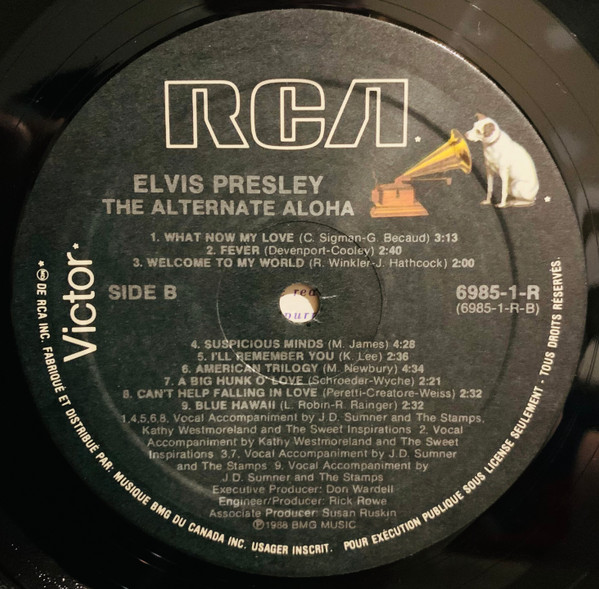 RCA
ELVIS PRESLEY
THE ALTERNATE ALOHA
1. WHAT NOW MY LOVE (C. Sigman-G. Becaud) 3:13
2. FEVER (Devenport-Cooley) 2:40
3. WELCOME TO MY WORLD (R. Winkler-J. Hathcock) 2:00
SIDE B
6985-1-R
(6985-1-R-B)
Victor
4. SUSPICIOUS MINDS (M. James) 4:28
5. I'LL REMEMBER YOU (K. Lee) 2:36
6. AMERICAN TRILOGY (M. Newbury) 4:34
7. A BIG HUNK O' LOVE (Schroeder-Wyche) 2:21
8. CAN'T HELP FALLING IN LOVE (Peretti-Creatore-Weiss) 2:32
9. BLUE HAWAII (L. Robin-R. Rainger) 2:32
1,4,5,6,8, Vocal Accompaniment by J.D. Sumner and The Stamps,
Kathy Westmoreland and The Sweet Inspirations 2, Vocal
Accompaniment by Kathy Westmoreland and The Sweet
Inspirations 3,7, Vocal Accompaniment by J.D. Sumner
and The Stamps 9, Vocal Accompaniment by
J.D. Sumner and The Stamps
Executive Producer: Don Wardell
Engineer/Producer: Rick Rowe
Associate Producer: Susan Ruskin
℗1988 BMG MUSIC
DE RCA INC. FABRIQUÉ ET DISTRIBUÉ PAR: MUSIQUE BMG DU CANADA INC. USAGER INSCRIT. POUR EXÉCUTION PUBLIQUE SOUS LICENSE SEULEMENT · TOUS DROITS RÉSERVÉS.